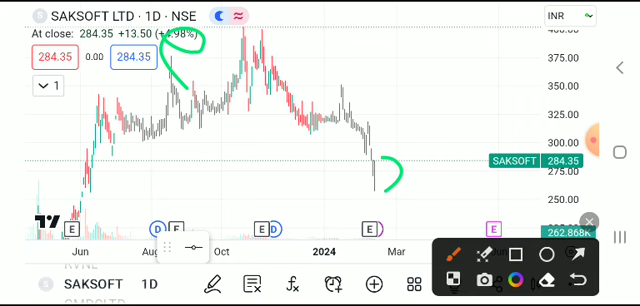 SAKSOFT LTD · 1D · NSE
INR
At close: 284.35 +13.50 (+4.98%)
284.35 0.00 284.35
1
400.00
375.00
350.00
325.00
300.00
SAKSOFT 284.35
275.00
250.00
262.868K
E D E E D E E
Jun Aug Oct 2024 Mar
RVNL
SAKSOFT 1D